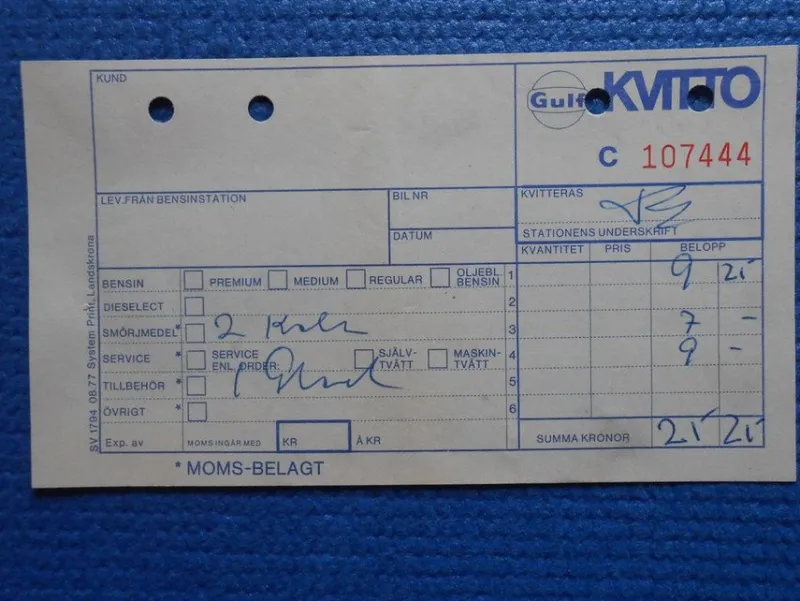 KUND
Gulf KVITTO
C 107444
LEV.FRÅN BENSINSTATION
BIL NR
DATUM
KVITTERAS
STATIONENS UNDERSKRIFT
KVANTITET PRIS BELOPP
BENSIN PREMIUM MEDIUM REGULAR OLJEBL. BENSIN 1 9 25
DIESELECT 2
SMÖRJMEDEL* 2 3 7 -
SERVICE * SERVICE ENL. ORDER: SJÄLV-TVÄTT MASKIN-TVÄTT 4 9 -
TILLBEHÖR * 1 5
ÖVRIGT * 6
Exp. av MOMS INGÅR MED KR Å KR SUMMA KRONOR 25 25
* MOMS-BELAGT
SV 1794 08.77 System Print, Landskrona